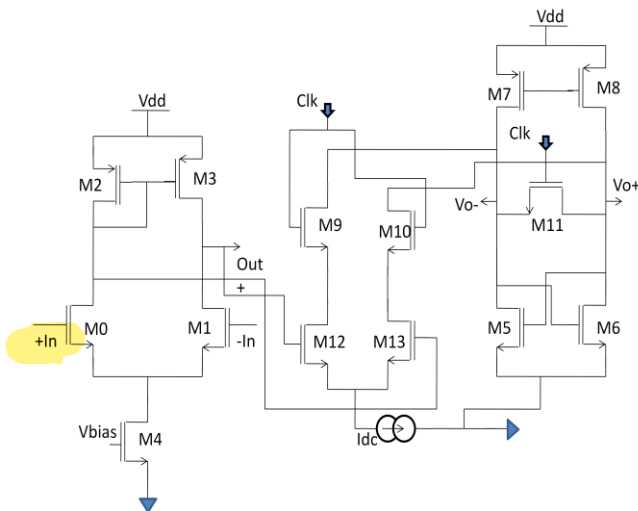 Vdd
M7
M8
Clk
Clk
Vdd
M2
M3
Vo-
Vo+
M9
M10
M11
Out
+
M0
M1
M12
M13
M5
M6
+In
-In
Vbias
M4
Idc